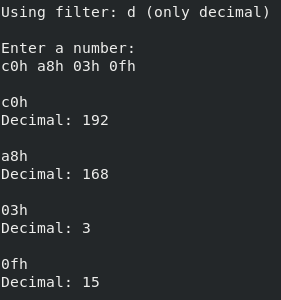 Using filter: d (only decimal)
Enter a number:
c0h a8h 03h 0fh
c0h
Decimal: 192
a8h
Decimal: 168
03h
Decimal: 3
0fh
Decimal: 15